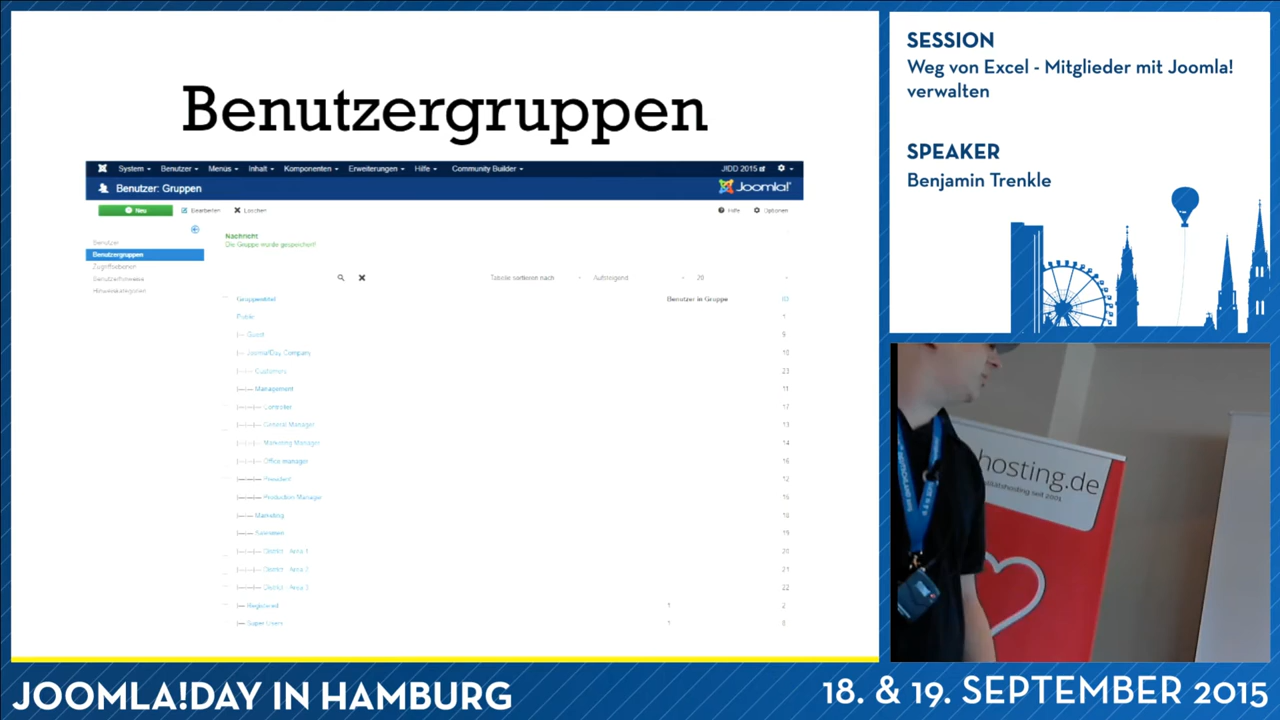 Benutzergruppen
System Benutzer Menüs Inhalt Komponenten Erweiterungen Hilfe Community Builder JIDD 2015
Benutzer: Gruppen Joomla!
Neu Bearbeiten Löschen Hilfe Optionen
Nachricht
Die Gruppe wurde gespeichert!
Benutzer
Benutzergruppen
Zugriffsebenen
Benutzerhinweise
Hinweiskategorien
Tabelle sortieren nach Aufsteigend 20
Gruppentitel Benutzer in Gruppe ID
Public 1
Guest 9
Joomla!Day Company 10
Customers 23
Management 11
Controller 17
General Manager 13
Marketing Manager 14
Office manager 16
President 12
Production Manager
Marketing 18
Salesmen 19
District - Area 1 20
District - Area 2 21
District - Area 3 22
Registered 1 2
Super Users 1 8
SESSION
Weg von Excel - Mitglieder mit Joomla!
verwalten
SPEAKER
Benjamin Trenkle
hosting.de
seit 2001
JOOMLA!DAY IN HAMBURG
18. & 19. SEPTEMBER 2015